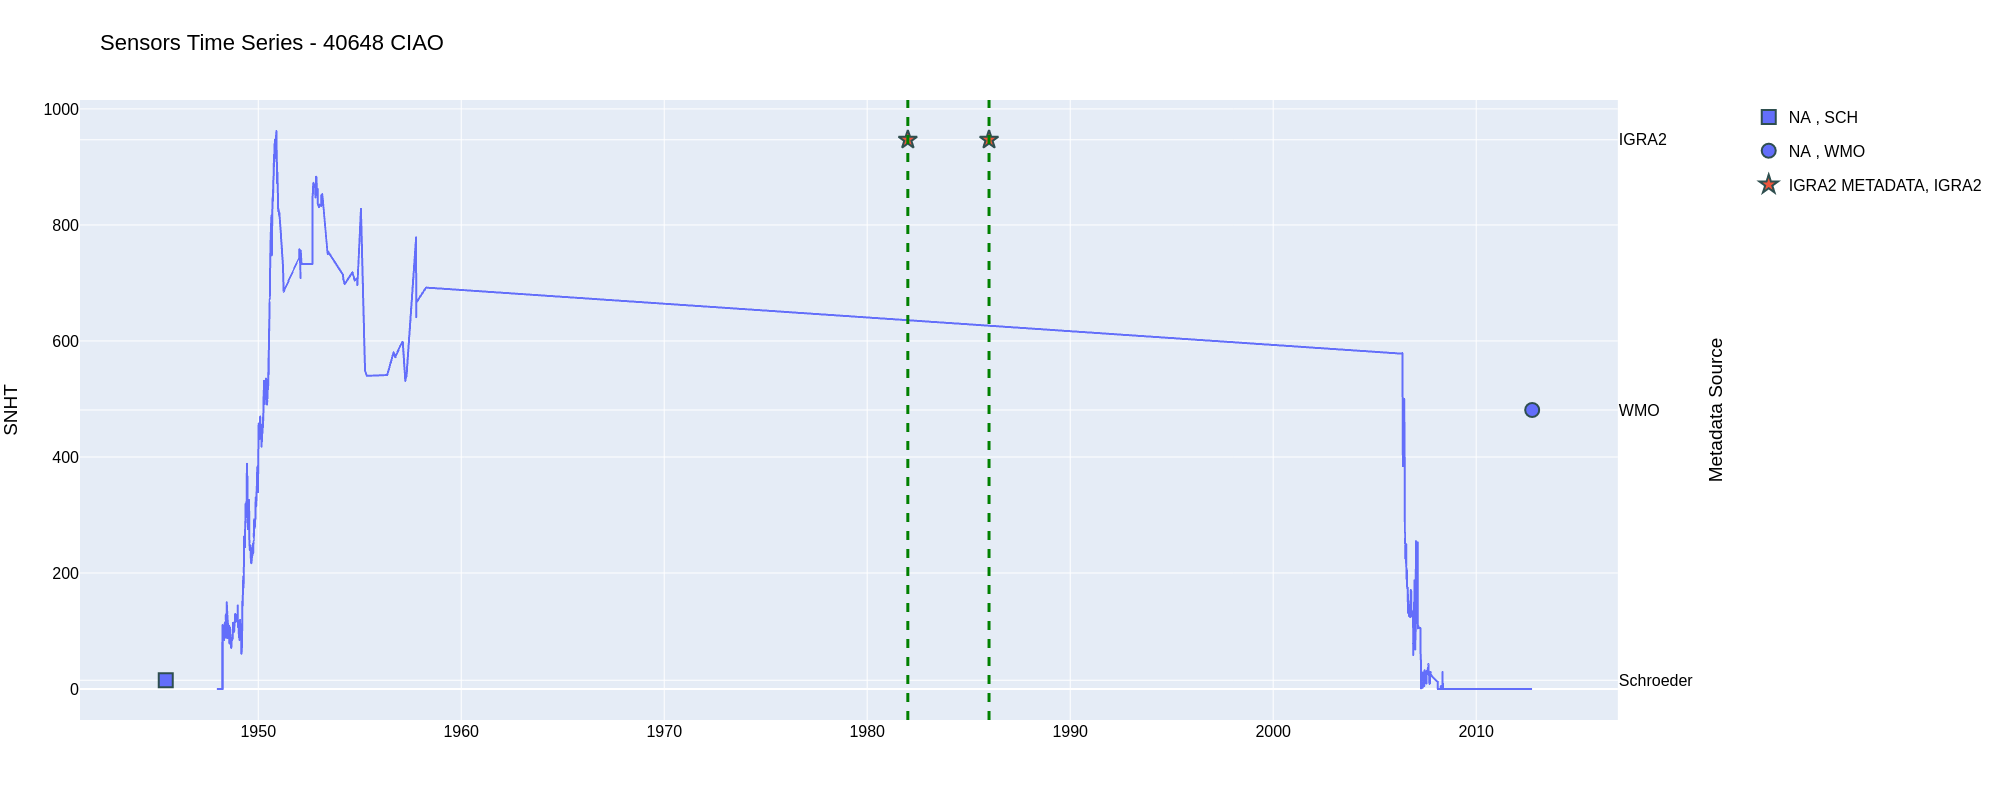 Sensors Time Series - 40648 CIAO
1000
800
600
400
200
0
SNHT
1950
1960
1970
1980
1990
2000
2010
IGRA2
WMO
Schroeder
Metadata Source
NA , SCH
NA , WMO
IGRA2 METADATA, IGRA2